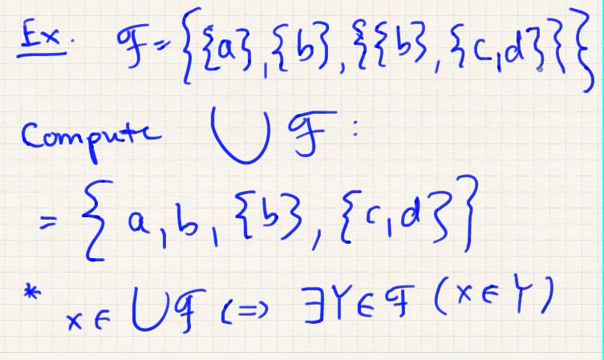 Ex. ℱ = {{a}, {b}, {{b}, {c,d}}}
Compute ⋃ ℱ :
= { a, b, {b}, {c,d}}
* x ∈ ⋃ℱ <=> ∃Y∈ℱ (x∈Y)